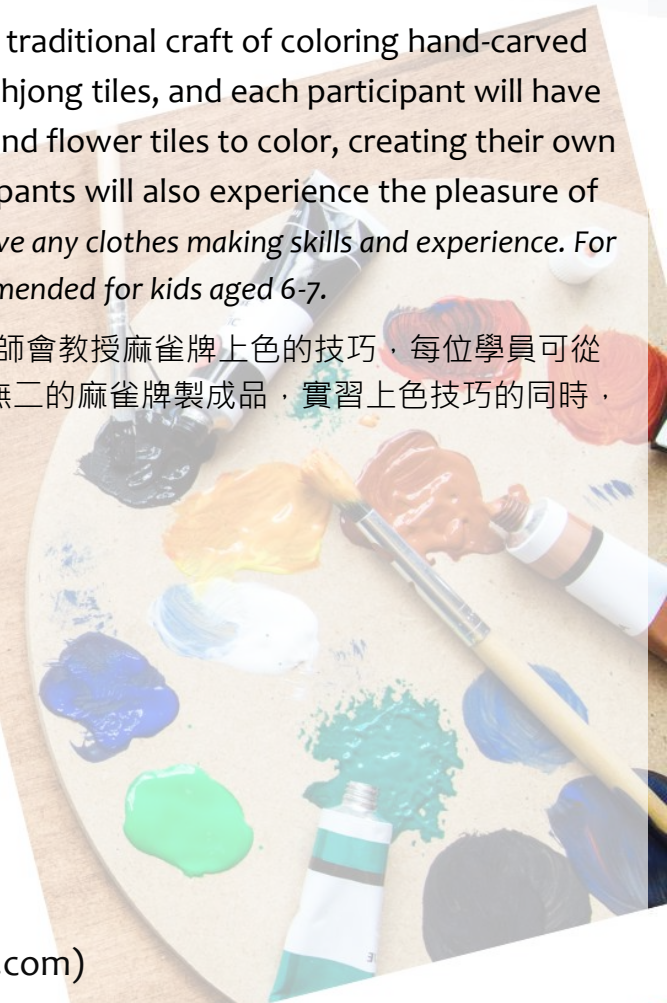 traditional craft of coloring hand-carved
hjong tiles, and each participant will have
nd flower tiles to color, creating their own
pants will also experience the pleasure of
ve any clothes making skills and experience. For
mended for kids aged 6-7.
師會教授麻雀牌上色的技巧，每位學員可從
無二的麻雀牌製成品，實習上色技巧的同時，
.com)